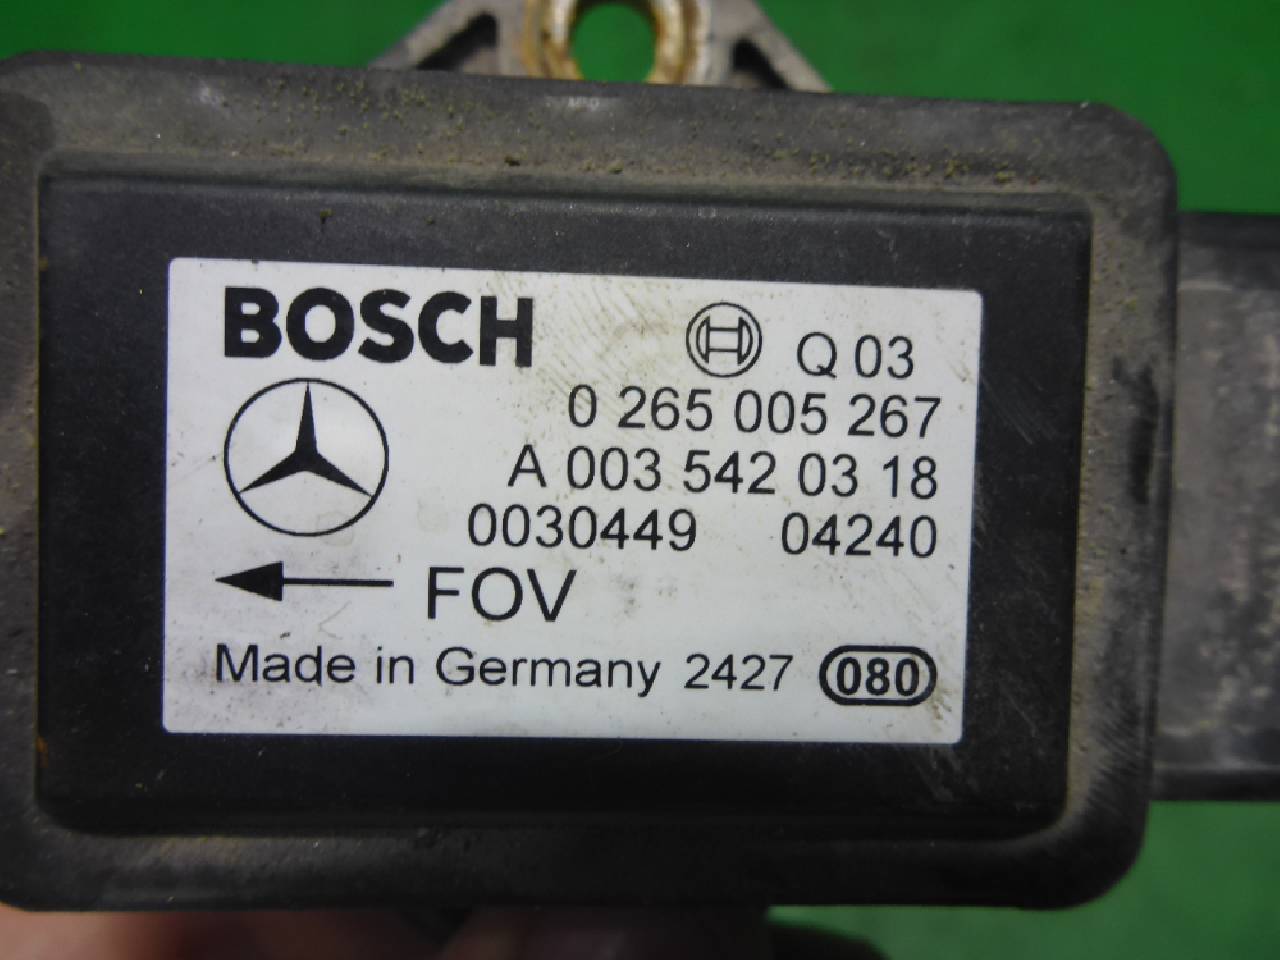 BOSCH Q 03
0 265 005 267
A 003 542 03 18
0030449 04240
FOV
Made in Germany 2427 080